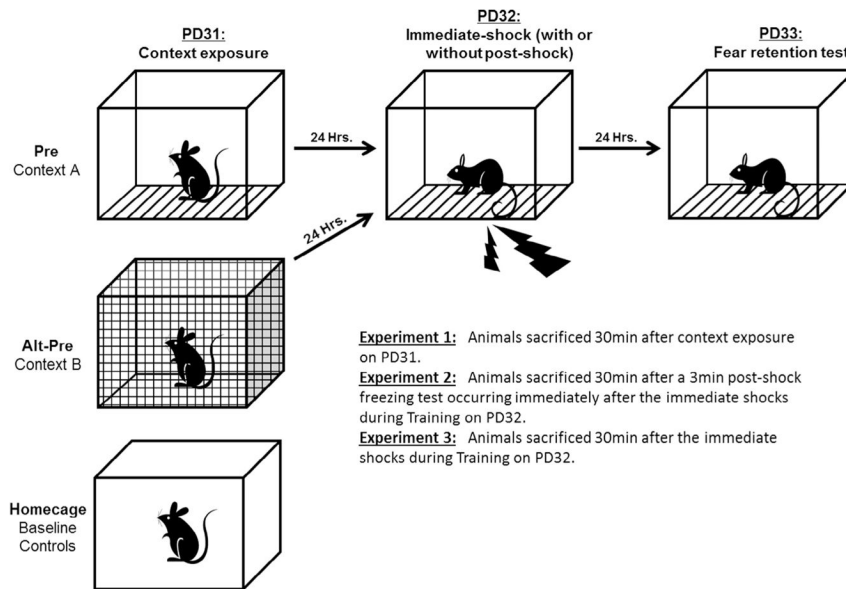 PD31:
Context exposure
PD32:
Immediate-shock (with or
without post-shock)
PD33:
Fear retention test
Pre
Context A
24 Hrs.
24 Hrs.
24 Hrs.
Alt-Pre
Context B
Experiment 1: Animals sacrificed 30min after context exposure
on PD31.
Experiment 2: Animals sacrificed 30min after a 3min post-shock
freezing test occurring immediately after the immediate shocks
during Training on PD32.
Experiment 3: Animals sacrificed 30min after the immediate
shocks during Training on PD32.
Homecage
Baseline
Controls